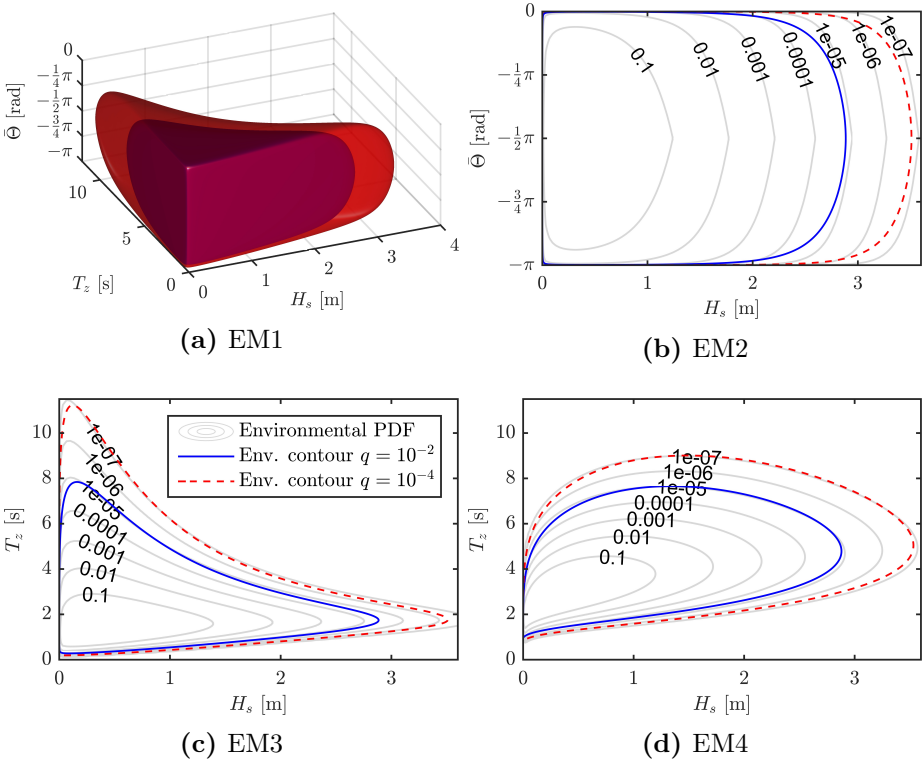 0
−1/4π
−1/2π
−3/4π
−π
Θ̄ [rad]
10
5
0
T_z [s]
0
1
2
3
4
H_s [m]
(a) EM1
0
−1/4π
−1/2π
−3/4π
−π
Θ̄ [rad]
0.1
0.01
0.001
0.0001
1e-05
1e-06
1e-07
0 1 2 3
H_s [m]
(b) EM2
10
8
6
4
2
0
T_z [s]
1e-07
1e-06
1e-05
0.0001
0.001
0.01
0.1
Environmental PDF
Env. contour q = 10^−2
Env. contour q = 10^−4
0 1 2 3
H_s [m]
(c) EM3
10
8
6
4
2
0
T_z [s]
1e-07
1e-06
1e-05
0.0001
0.001
0.01
0.1
0 1 2 3
H_s [m]
(d) EM4